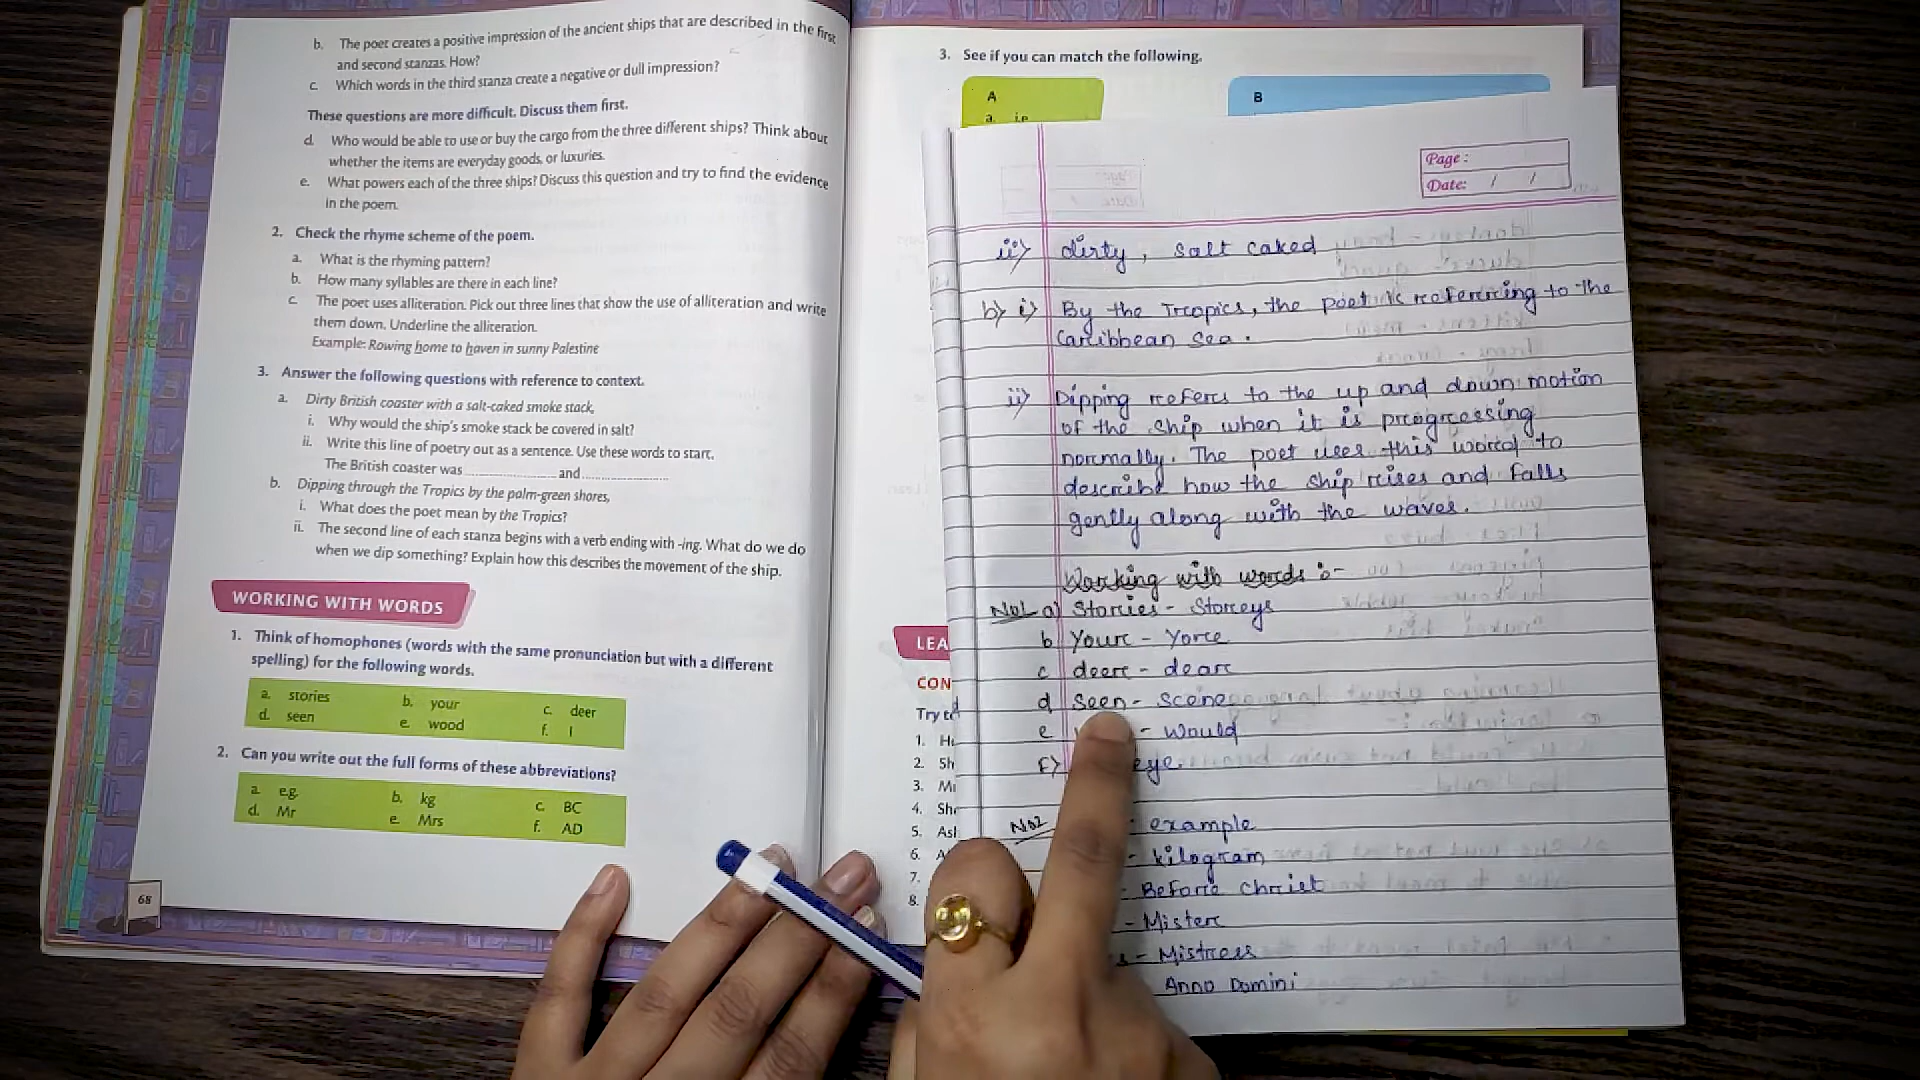 b. The poet creates a positive impression of the ancient ships that are described in the first
and second stanzas. How?
c. Which words in the third stanza create a negative or dull impression?
These questions are more difficult. Discuss them first.
d. Who would be able to use or buy the cargo from the three different ships? Think about
whether the items are everyday goods, or luxuries.
e. What powers each of the three ships? Discuss this question and try to find the evidence
in the poem.
2. Check the rhyme scheme of the poem.
a. What is the rhyming pattern?
b. How many syllables are there in each line?
c. The poet uses alliteration. Pick out three lines that show the use of alliteration and write
them down. Underline the alliteration.
Example: Rowing home to haven in sunny Palestine
3. Answer the following questions with reference to context.
a. Dirty British coaster with a salt-caked smoke stack,
i. Why would the ship's smoke stack be covered in salt?
ii. Write this line of poetry out as a sentence. Use these words to start.
The British coaster was .................... and ....................
b. Dipping through the Tropics by the palm-green shores,
i. What does the poet mean by the Tropics?
ii. The second line of each stanza begins with a verb ending with -ing. What do we do
when we dip something? Explain how this describes the movement of the ship.
WORKING WITH WORDS
1. Think of homophones (words with the same pronunciation but with a different
spelling) for the following words.
a. stories b. your c. deer
d. seen e. wood f. I
2. Can you write out the full forms of these abbreviations?
a. e.g. b. kg c. BC
d. Mr e. Mrs f. AD
68
3. See if you can match the following.
A B
a. i.e
Page :
Date: / /
ii) dirty, salt caked
b) i) By the Tropics, the poet is referring to the
Caribbean Sea.
ii) Dipping refers to the up and down motion
of the ship when it is progressing
normally. The poet uses this word to
describe how the ship rises and falls
gently along with the waves.
Working with words :-
No1 a) Stories - Storeys
b Your - Yore
c deer - dear
d Seen - scene
e - would
f) eye
No2 example
- kilogram
- Before Christ
- Mister
s - Mistress
Anno Domini
LEA
CON
Try to
1. H
2. Sh
3. Mi
4. Sh
5. Asl
6. A
7.
8.